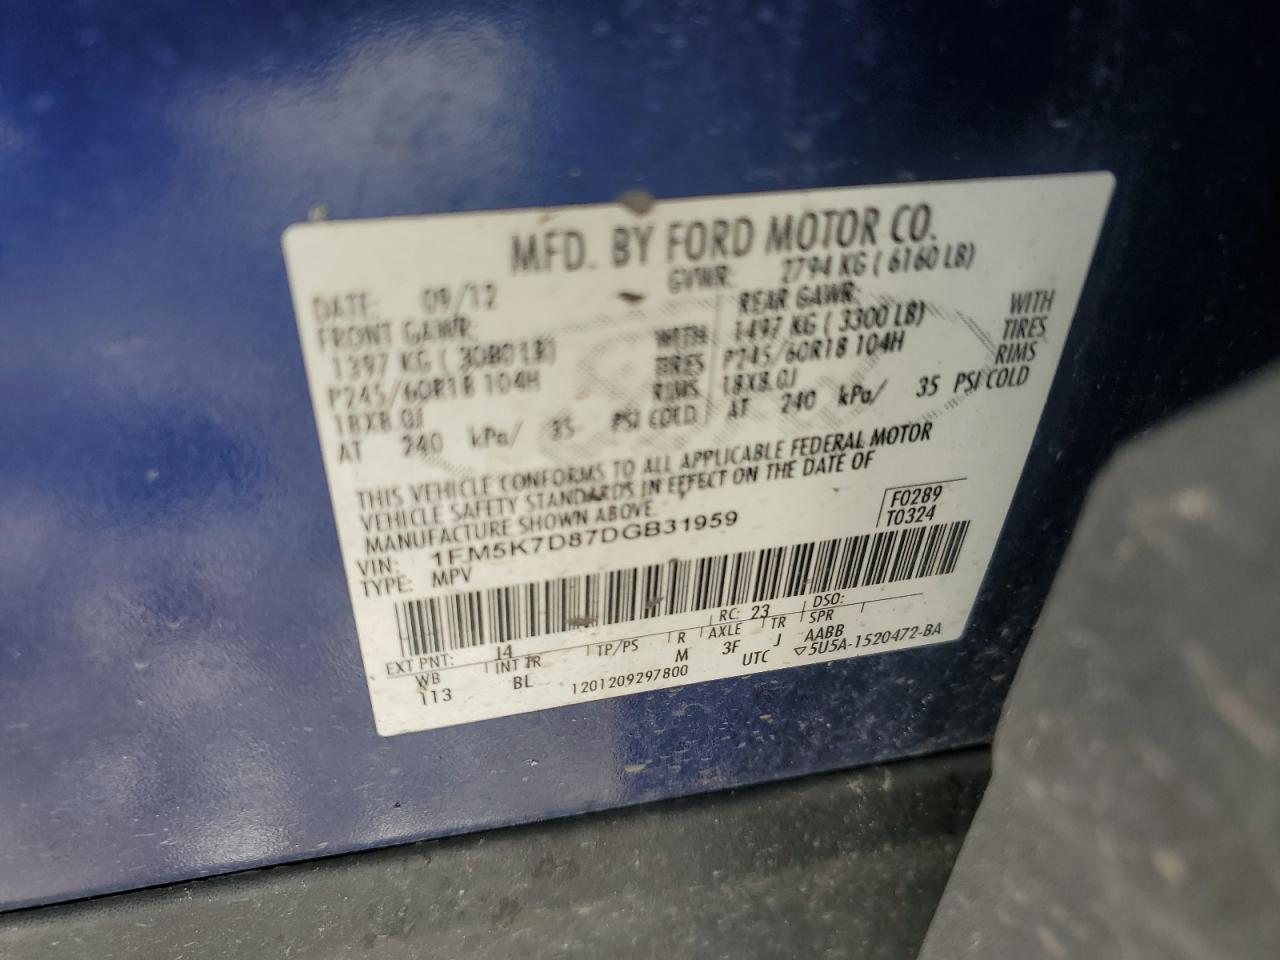 MFD. BY FORD MOTOR CO.
DATE: 09/12 GVWR: 2794 KG ( 6160 LB)
FRONT GAWR: REAR GAWR:
1397 KG ( 3080 LB) WITH 1497 KG ( 3300 LB) WITH
P245/60R18 104H TIRES P245/60R18 104H TIRES
18X8.0J RIMS 18X8.0J RIMS
AT 240 kPa/ 35 PSI COLD AT 240 kPa/ 35 PSI COLD
THIS VEHICLE CONFORMS TO ALL APPLICABLE FEDERAL MOTOR
VEHICLE SAFETY STANDARDS IN EFFECT ON THE DATE OF
MANUFACTURE SHOWN ABOVE. F0289
VIN: 1FM5K7D87DGB31959 T0324
TYPE: MPV
EXT PNT: J4 RC: 23 DSO:
WB INT TR TP/PS R AXLE TR SPR
113 BL M 3F J AABB
1201209297800 UTC ▽5U5A-1520472-BA